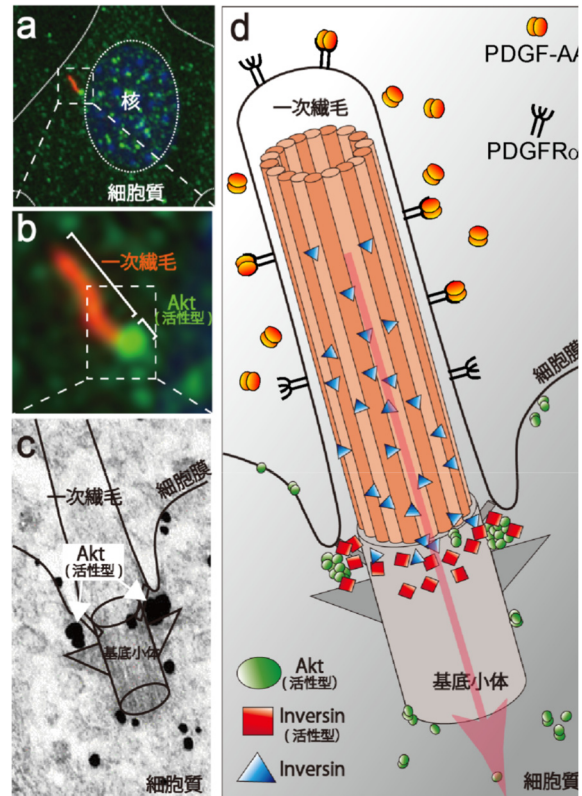 a
核
細胞質
b
一次繊毛
Akt
(活性型)
c
一次繊毛
細胞膜
Akt
(活性型)
基底小体
細胞質
d
PDGF-AA
一次繊毛
PDGFRα
細胞膜
基底小体
Akt
(活性型)
Inversin
(活性型)
Inversin
細胞質